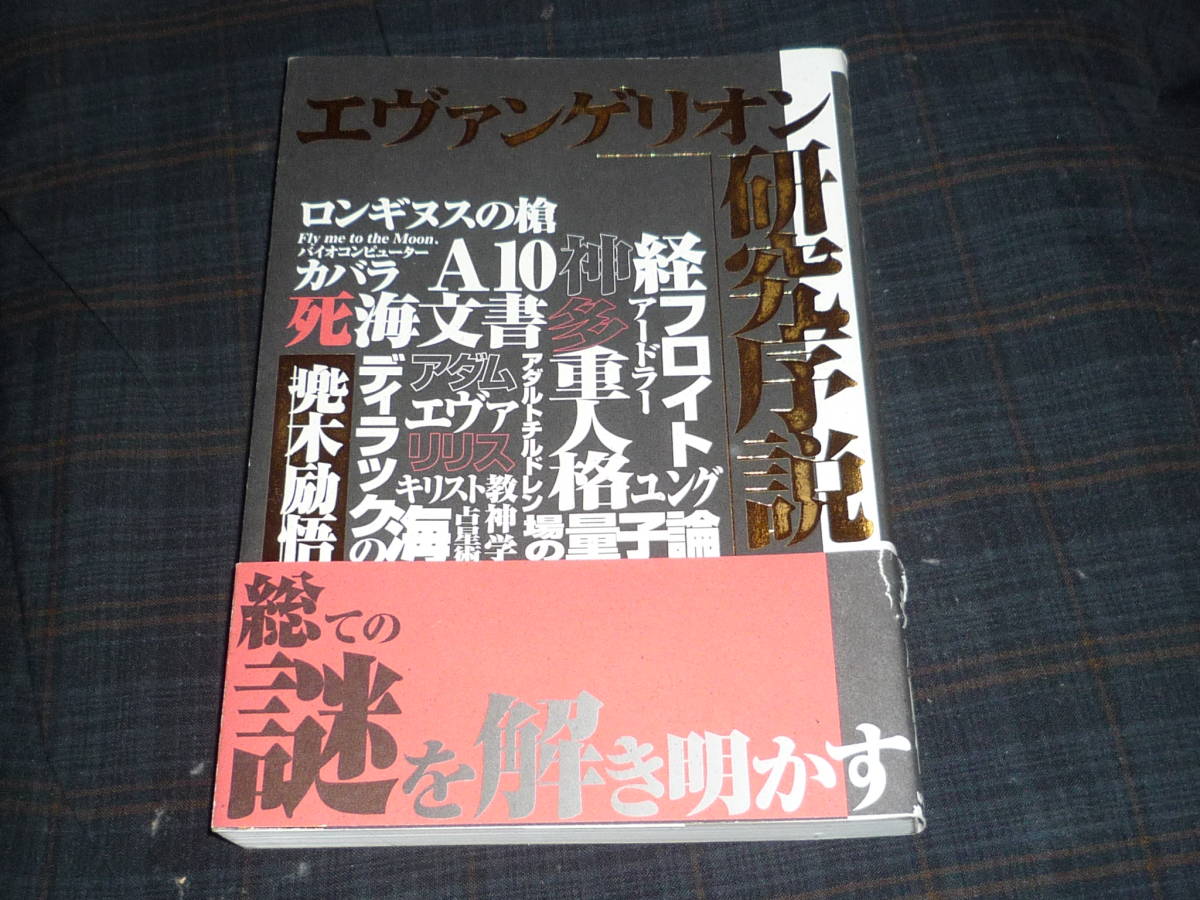 エヴァンゲリオン
研究序説
ロンギヌスの槍
Fly me to the Moon.
バイオコンピューター
カバラ
A10神経
死海文書
多重人格
フロイト
アードラー
ユング
アダルトチルドレン
アダム
エヴァ
リリス
ディラックの海
キリスト教神学
占星術
場の量子論
兜木励悟
総ての
謎を解き明かす